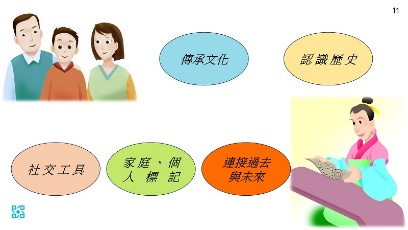 11
傳承文化
認識歷史
社交工具
家庭、個
人標記
連接過去
與未來